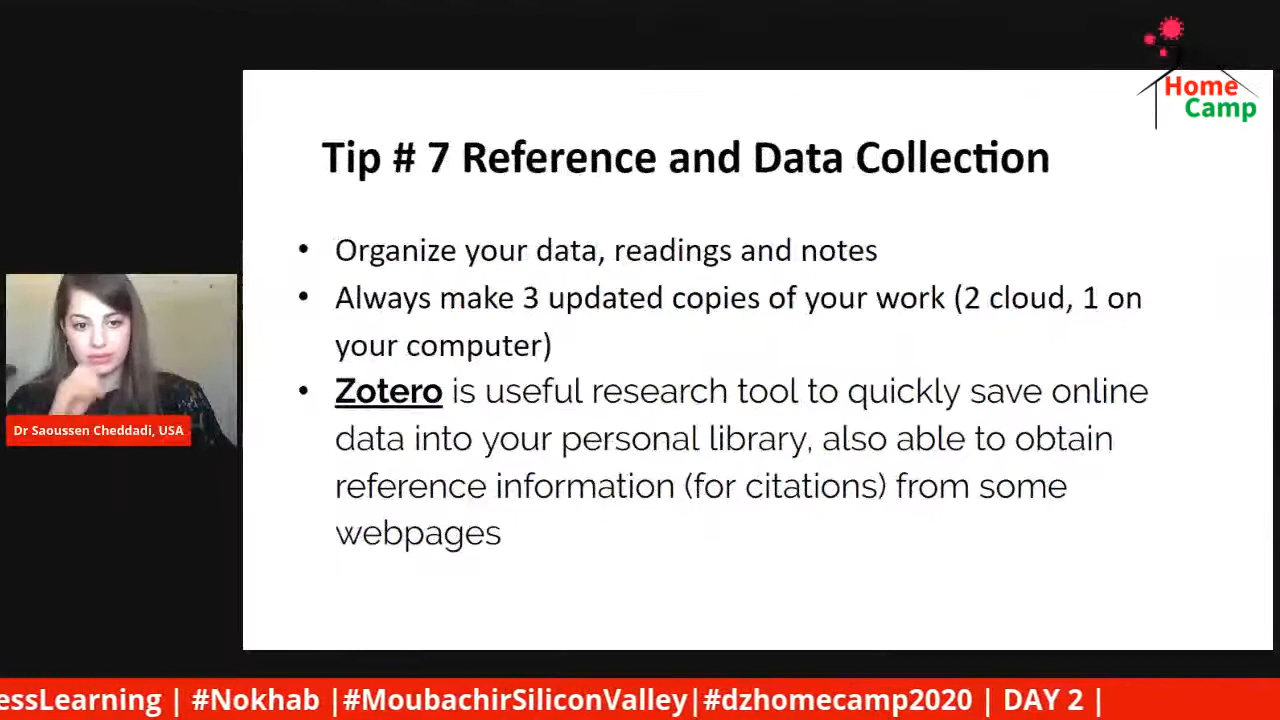 Home
Camp
Tip # 7 Reference and Data Collection
• Organize your data, readings and notes
• Always make 3 updated copies of your work (2 cloud, 1 on
your computer)
• Zotero is useful research tool to quickly save online
data into your personal library, also able to obtain
reference information (for citations) from some
webpages
Dr Saoussen Cheddadi, USA
essLearning | #Nokhab |#MoubachirSiliconValley|#dzhomecamp2020 | DAY 2 |